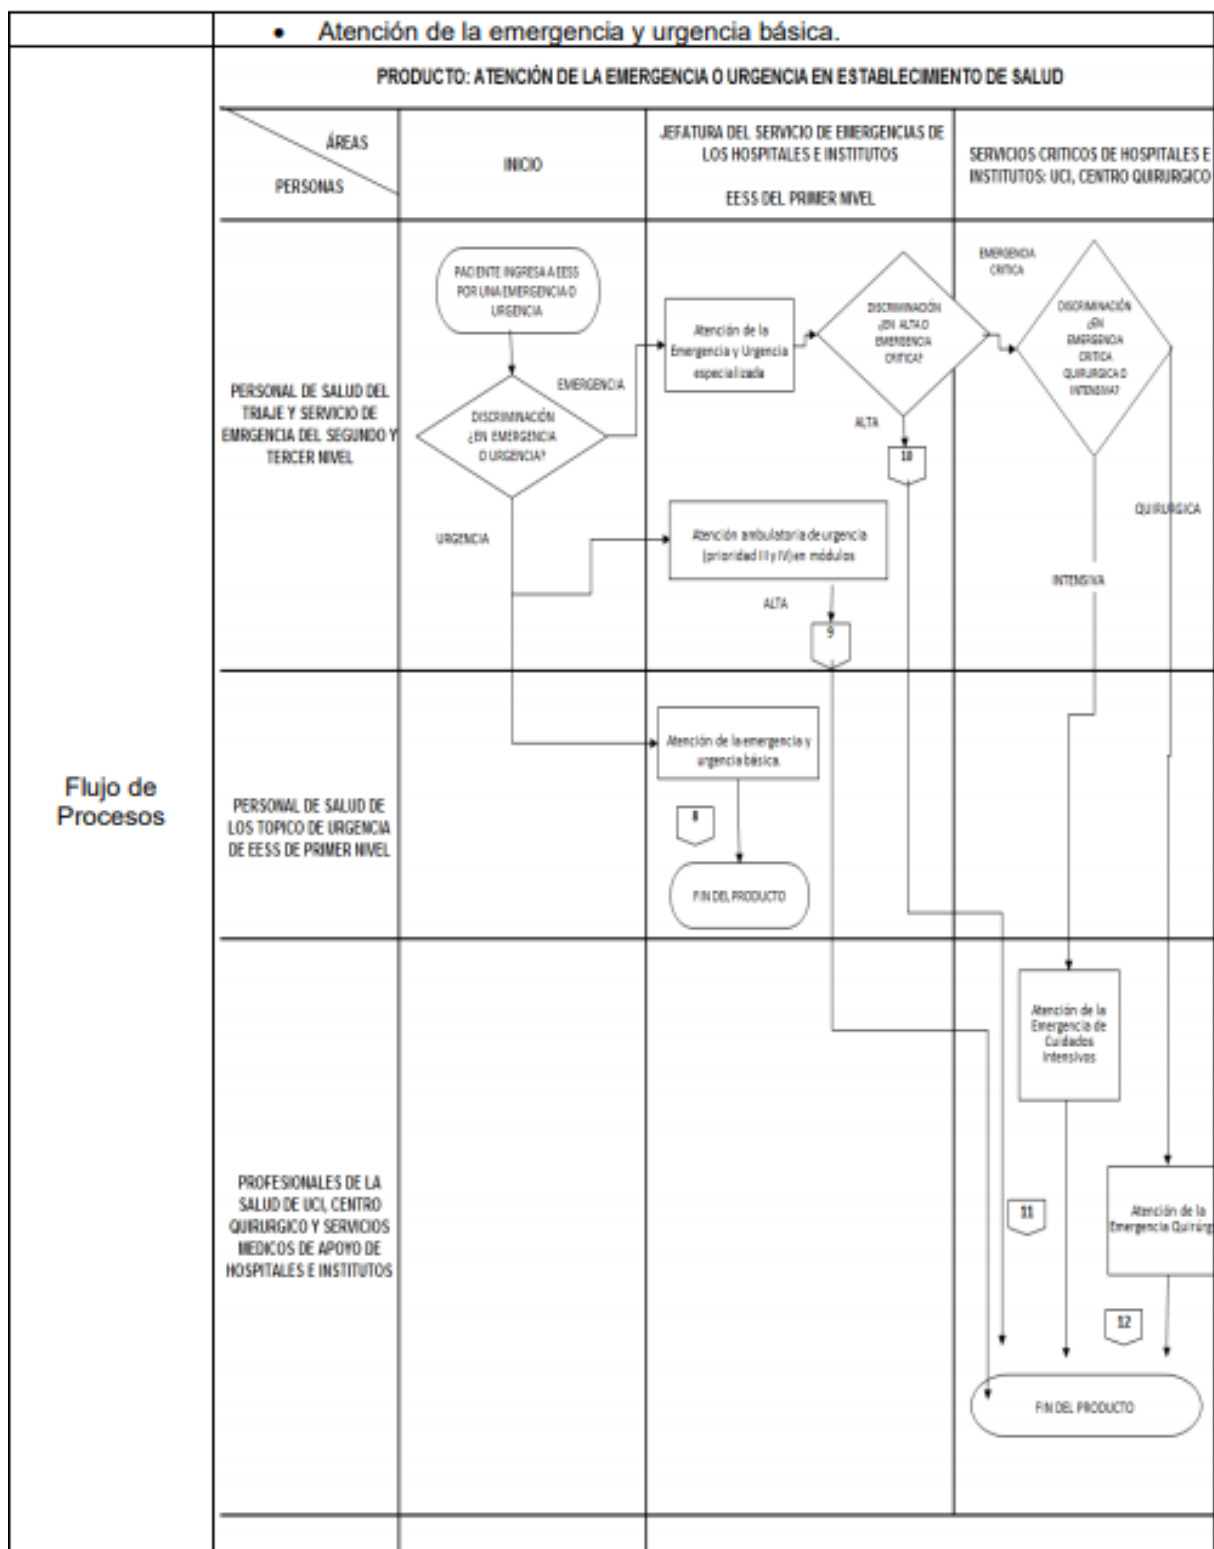 • Atención de la emergencia y urgencia básica.
Flujo de
Procesos
PRODUCTO: ATENCIÓN DE LA EMERGENCIA O URGENCIA EN ESTABLECIMIENTO DE SALUD
ÁREAS
PERSONAS
INICIO
JEFATURA DEL SERVICIO DE EMERGENCIAS DE
LOS HOSPITALES E INSTITUTOS
EESS DEL PRIMER NIVEL
SERVICIOS CRITICOS DE HOSPITALES E
INSTITUTOS: UCI, CENTRO QUIRURGICO
PERSONAL DE SALUD DEL
TRIAJE Y SERVICIO DE
EMRGENCIA DEL SEGUNDO Y
TERCER NIVEL
PACIENTE INGRESA A EESS
POR UNA EMERGENCIA O
URGENCIA
DISCRIMINACIÓN
¿EN EMERGENCIA
O URGENCIA?
EMERGENCIA
URGENCIA
Atención de la
Emergencia y Urgencia
especializada
DISCRIMINACIÓN
¿EN ALTA O
EMERGENCIA
CRITICA?
ALTA
10
Atención ambulatoria de urgencia
(prioridad III y IV) en módulos
ALTA
9
EMERGENCIA
CRITICA
DISCRIMINACIÓN
¿EN
EMERGENCIA
CRITICA
QUIRURGICA O
INTENSIVA?
QUIRURGICA
INTENSIVA
PERSONAL DE SALUD DE
LOS TOPICO DE URGENCIA
DE EESS DE PRIMER NIVEL
Atención de la emergencia y
urgencia básica.
8
FIN DEL PRODUCTO
PROFESIONALES DE LA
SALUD DE UCI, CENTRO
QUIRURGICO Y SERVICIOS
MEDICOS DE APOYO DE
HOSPITALES E INSTITUTOS
Atención de la
Emergencia de
Cuidados
Intensivos
11
Atención de la
Emergencia Quirúrg
12
FIN DEL PRODUCTO